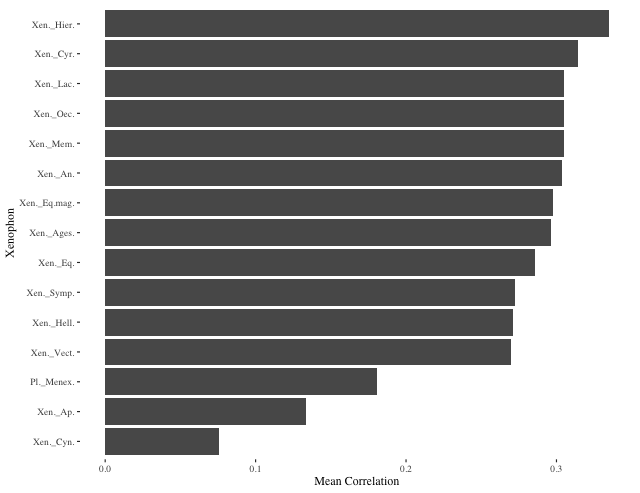 Xenophon
Xen._Hier.
Xen._Cyr.
Xen._Lac.
Xen._Oec.
Xen._Mem.
Xen._An.
Xen._Eq.mag.
Xen._Ages.
Xen._Eq.
Xen._Symp.
Xen._Hell.
Xen._Vect.
Pl._Menex.
Xen._Ap.
Xen._Cyn.
0.0 0.1 0.2 0.3
Mean Correlation